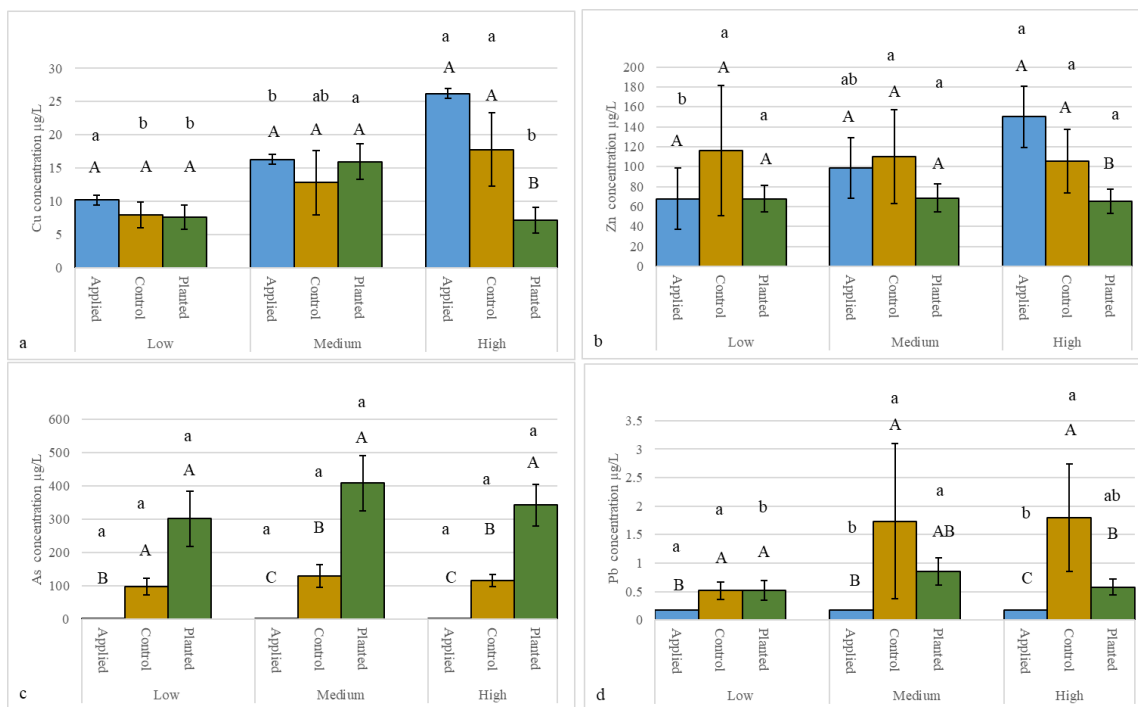 a a
A A
30
25
20
15
10
5
0
Cu concentration µg/L
a b b
A A A
b ab a
A A A
b
B
Applied Control Planted Applied Control Planted Applied Control Planted
Low Medium High
a
a a
A A
200
180
160
140
120
100
80
60
40
20
0
Zn concentration µg/L
b a
A A
ab a a
A A A
a
B
Applied Control Planted Applied Control Planted Applied Control Planted
Low Medium High
b
600
500
400
300
200
100
0
As concentration µg/L
a a a
B A A
a a a
C B A
a a a
C B A
Applied Control Planted Applied Control Planted Applied Control Planted
Low Medium High
c
3.5
3
2.5
2
1.5
1
0.5
0
Pb concentration µg/L
a a b
B A A
b a a
B A AB
b a ab
C A B
Applied Control Planted Applied Control Planted Applied Control Planted
Low Medium High
d